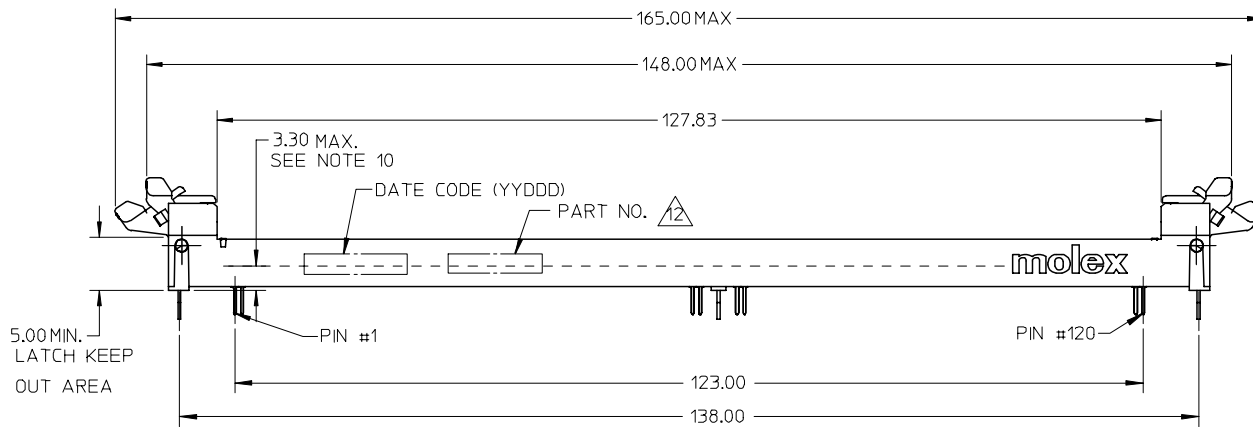 165.00 MAX
148.00 MAX
127.83
3.30 MAX.
SEE NOTE 10
DATE CODE (YYDDD)
PART NO. 12
molex
5.00 MIN.
LATCH KEEP
OUT AREA
PIN #1
PIN #120
123.00
138.00